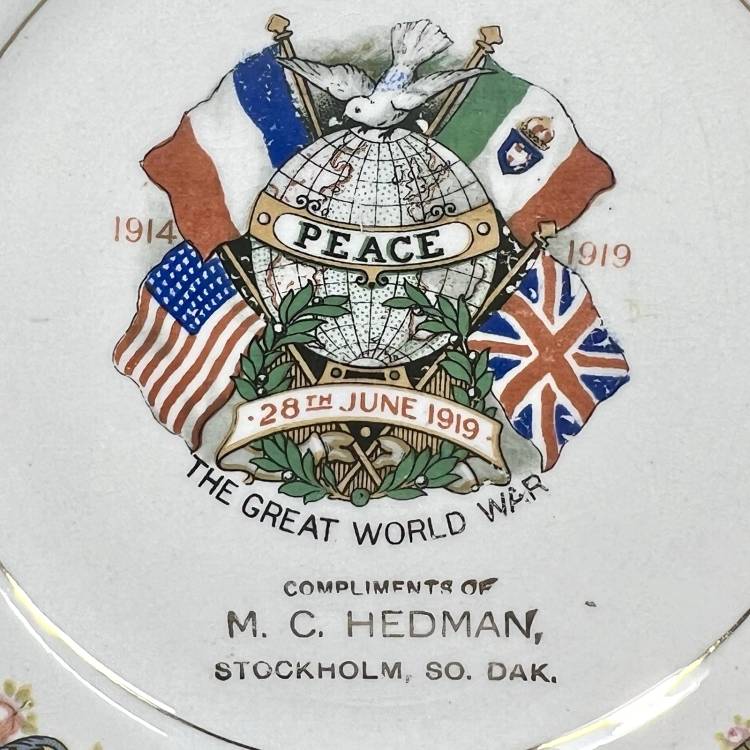 PEACE
1914
1919
· 28TH JUNE 1919 ·
THE GREAT WORLD WAR
COMPLIMENTS OF
M. C. HEDMAN,
STOCKHOLM, SO. DAK.